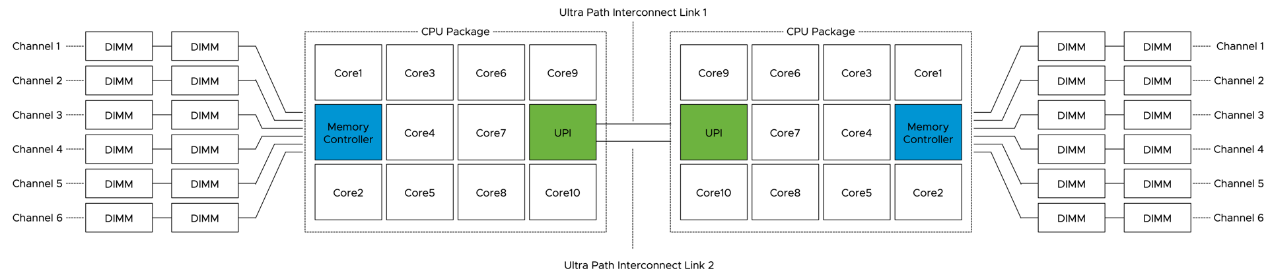 Ultra Path Interconnect Link 1
CPU Package CPU Package
Channel 1 DIMM DIMM Core1 Core3 Core6 Core9 Core9 Core6 Core3 Core1 DIMM DIMM Channel 1
Channel 2 DIMM DIMM DIMM DIMM Channel 2
Channel 3 DIMM DIMM Memory Controller Core4 Core7 UPI UPI Core7 Core4 Memory Controller DIMM DIMM Channel 3
Channel 4 DIMM DIMM DIMM DIMM Channel 4
Channel 5 DIMM DIMM Core2 Core5 Core8 Core10 Core10 Core8 Core5 Core2 DIMM DIMM Channel 5
Channel 6 DIMM DIMM DIMM DIMM Channel 6
Ultra Path Interconnect Link 2